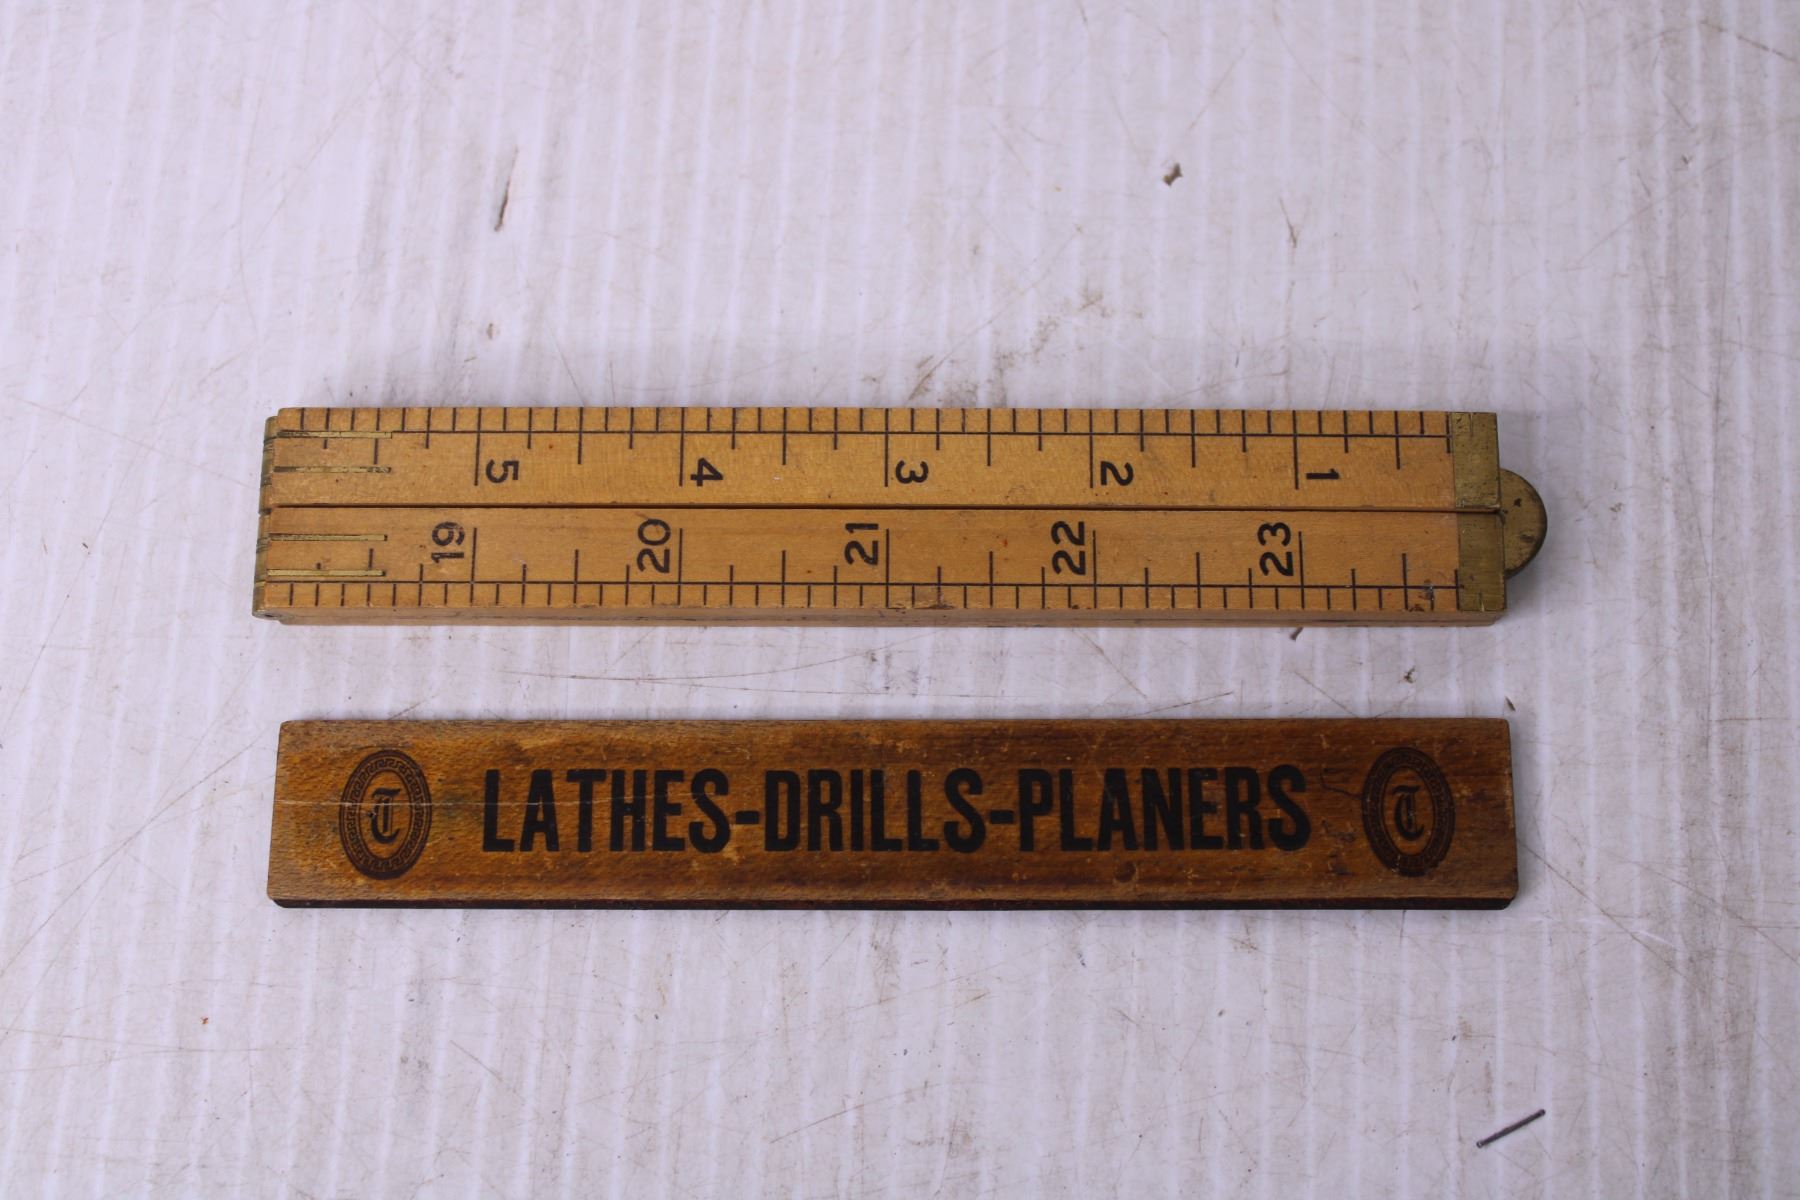 5 4 3 2 1
19 20 21 22 23
T LATHES-DRILLS-PLANERS T